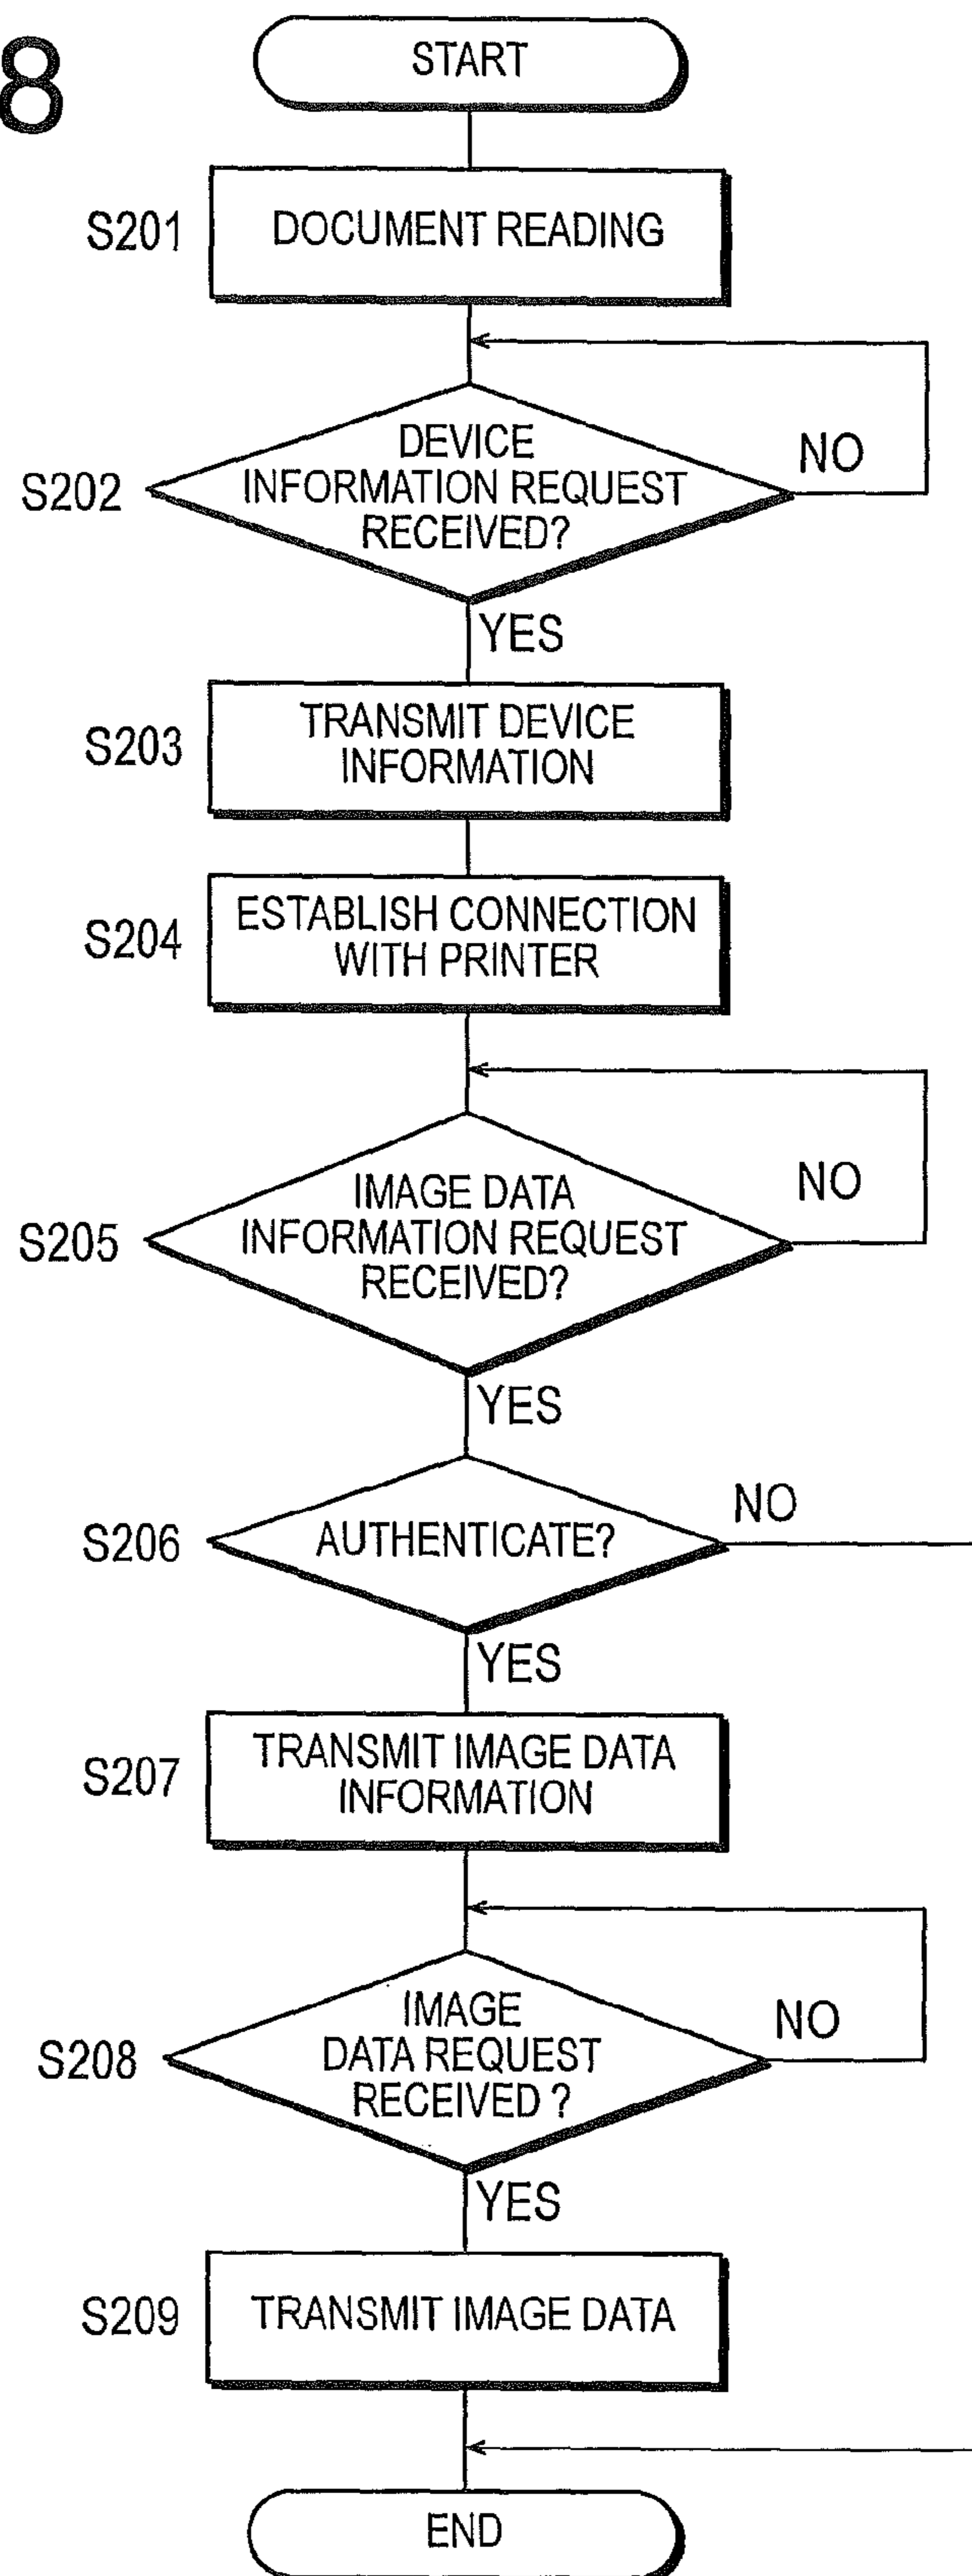 8
START
S201
DOCUMENT READING
S202
DEVICE
INFORMATION REQUEST
RECEIVED?
NO
YES
S203
TRANSMIT DEVICE
INFORMATION
S204
ESTABLISH CONNECTION
WITH PRINTER
S205
IMAGE DATA
INFORMATION REQUEST
RECEIVED?
NO
YES
S206
AUTHENTICATE?
NO
YES
S207
TRANSMIT IMAGE DATA
INFORMATION
S208
IMAGE
DATA REQUEST
RECEIVED ?
NO
YES
S209
TRANSMIT IMAGE DATA
END